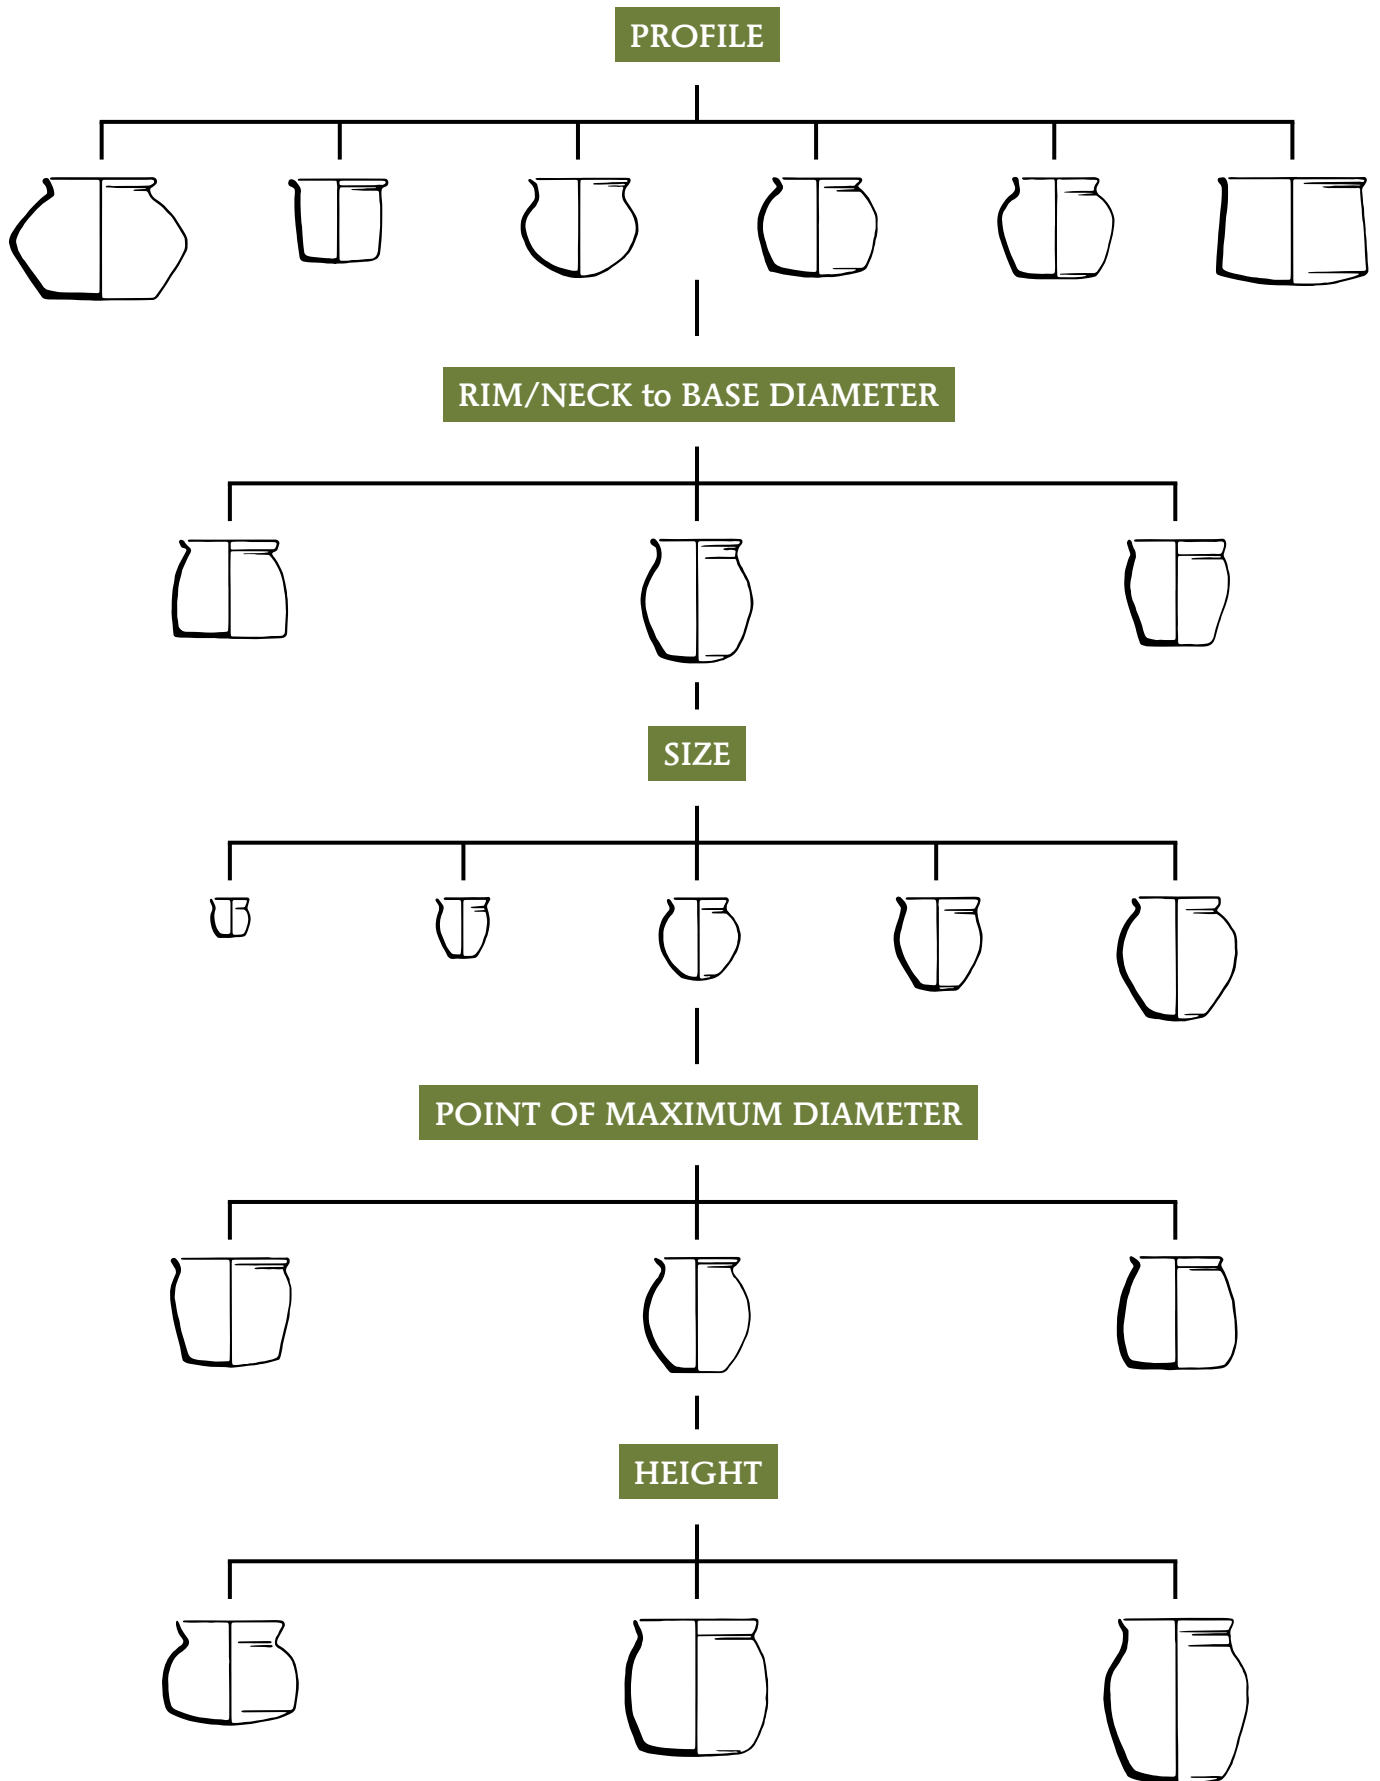 PROFILE
RIM/NECK to BASE DIAMETER
SIZE
POINT OF MAXIMUM DIAMETER
HEIGHT